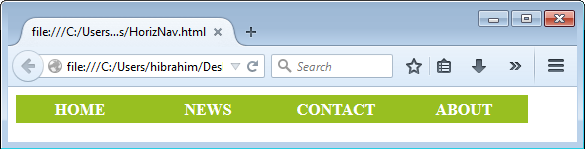 file:///C:/Users...s/HorizNav.html
file:///C:/Users/hibrahim/Des
Search
HOME NEWS CONTACT ABOUT